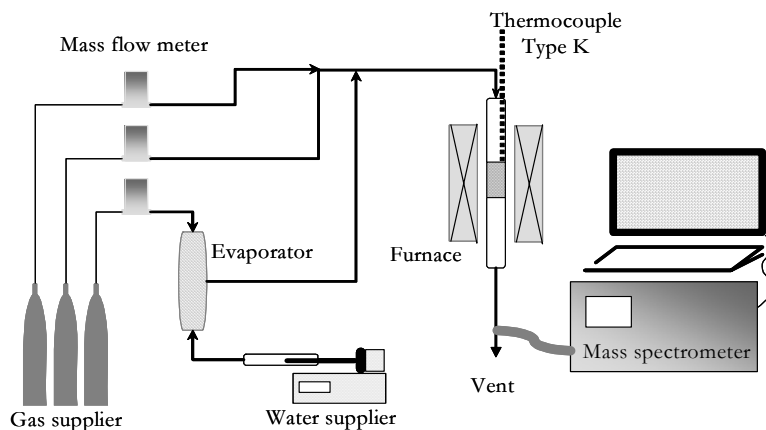 Thermocouple
Type K
Mass flow meter
Evaporator
Furnace
Mass spectrometer
Vent
Gas supplier
Water supplier